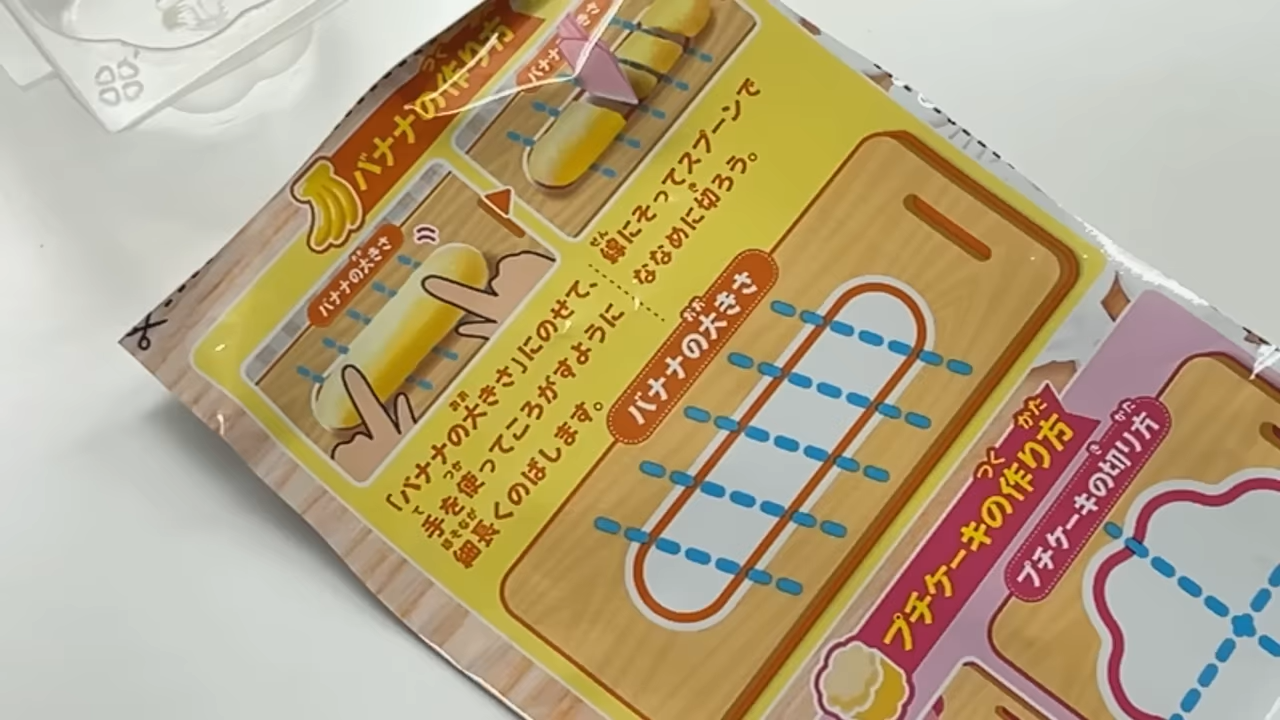 バナナの作り方
バナナの大きさ
バナナ
「バナナの大きさ」にのせて、
手を使ってころがすように
細長くのばします。
線にそってスプーンで
ななめに切ろう。
バナナの大きさ
プチケーキの作り方
プチケーキの切り方